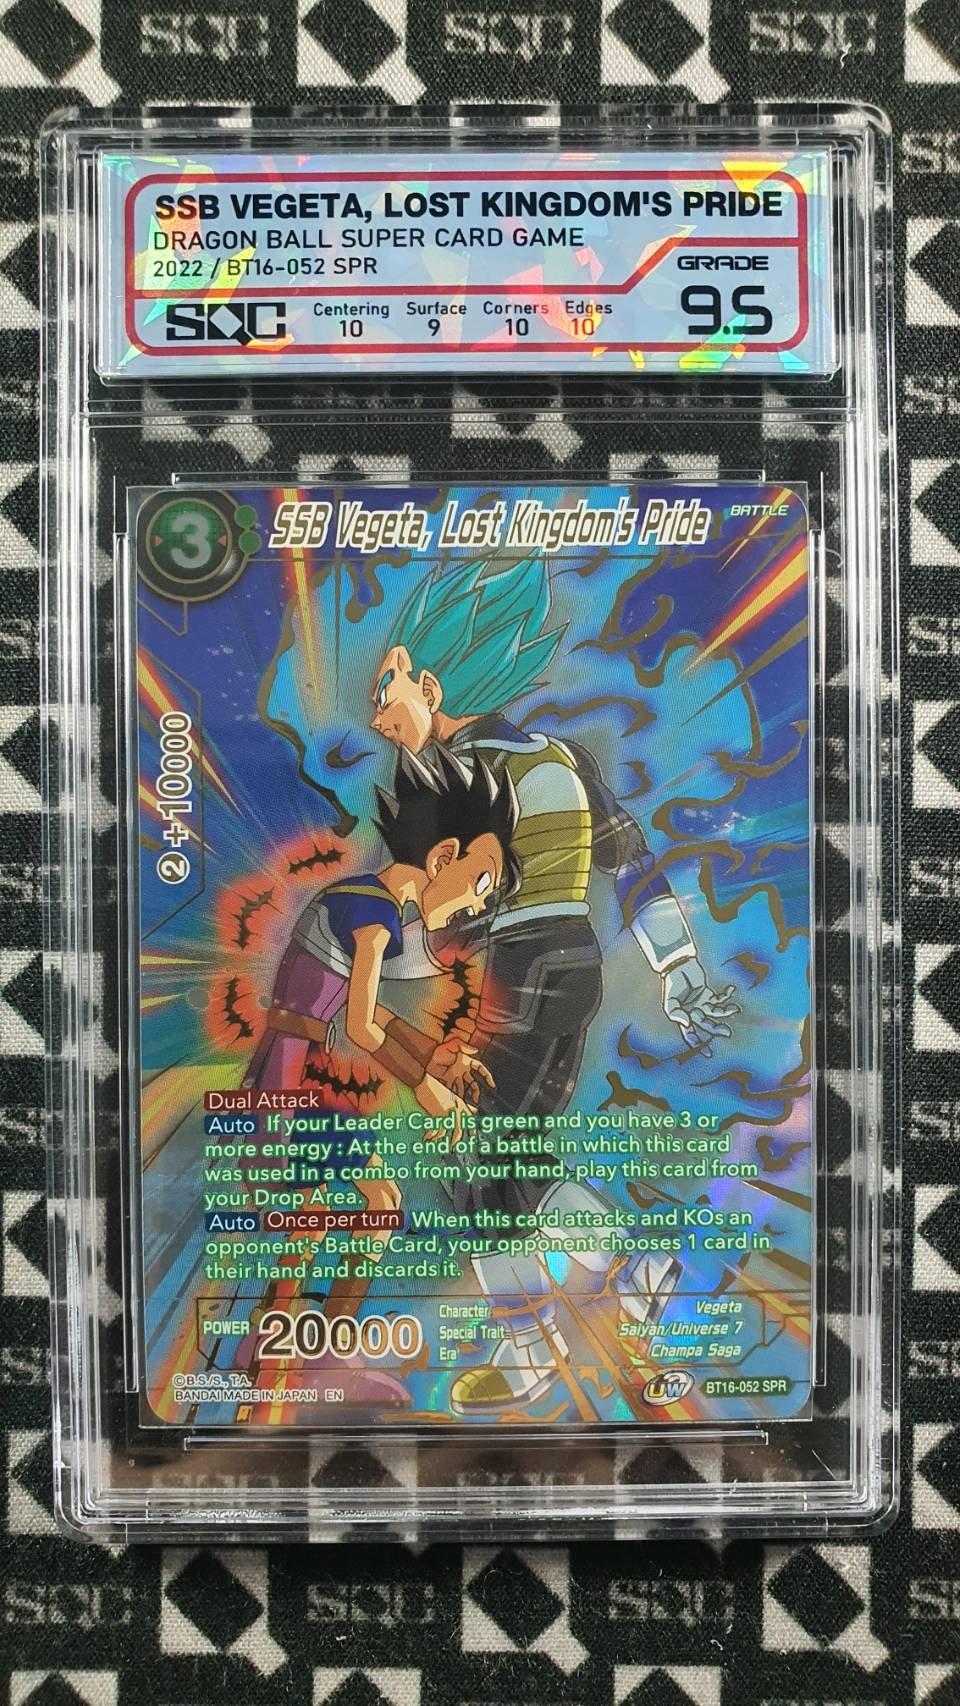 SSB VEGETA, LOST KINGDOM'S PRIDE
DRAGON BALL SUPER CARD GAME
2022 / BT16-052 SPR
GRADE
9.5
SQC
Centering Surface Corners Edges
10 9 10 10
3
SSB Vegeta, Lost Kingdom's Pride
BATTLE
2 +10000
Dual Attack
Auto If your Leader Card is green and you have 3 or
more energy : At the end of a battle in which this card
was used in a combo from your hand, play this card from
your Drop Area.
Auto Once per turn When this card attacks and KOs an
opponent's Battle Card, your opponent chooses 1 card in
their hand and discards it.
POWER 20000
Character Vegeta
Special Trait Saiyan/Universe 7
Era Champa Saga
©B.S./S., T.A.
BANDAI MADE IN JAPAN EN
UW
BT16-052 SPR